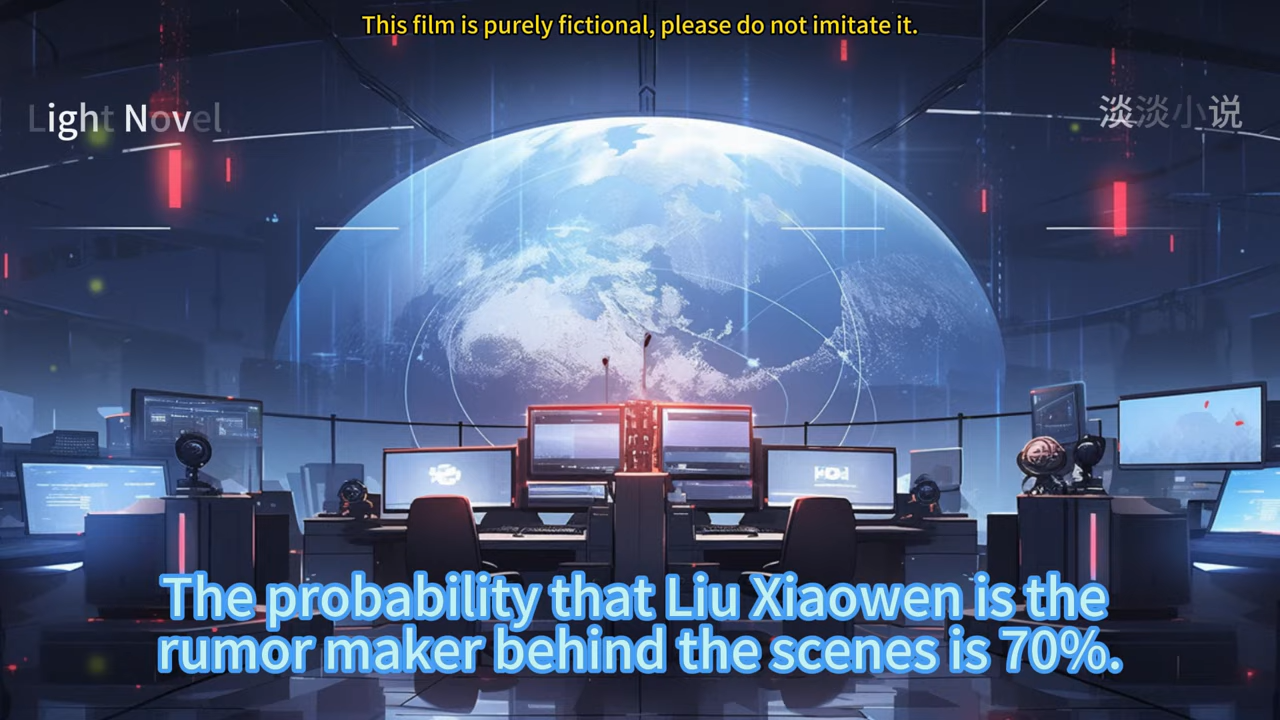 This film is purely fictional, please do not imitate it.
Light Novel
淡淡小说
The probability that Liu Xiaowen is the
rumor maker behind the scenes is 70%.